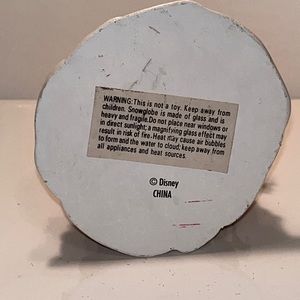 WARNING: This is not a toy. Keep away from
children. Snowglobe is made of glass and is
heavy and fragile. Do not place near windows or
in direct sunlight; a magnifying glass effect may
result in risk of fire. Heat may cause air bubbles
to form and the water to cloud; keep away from
all appliances and heat sources.
© Disney
CHINA